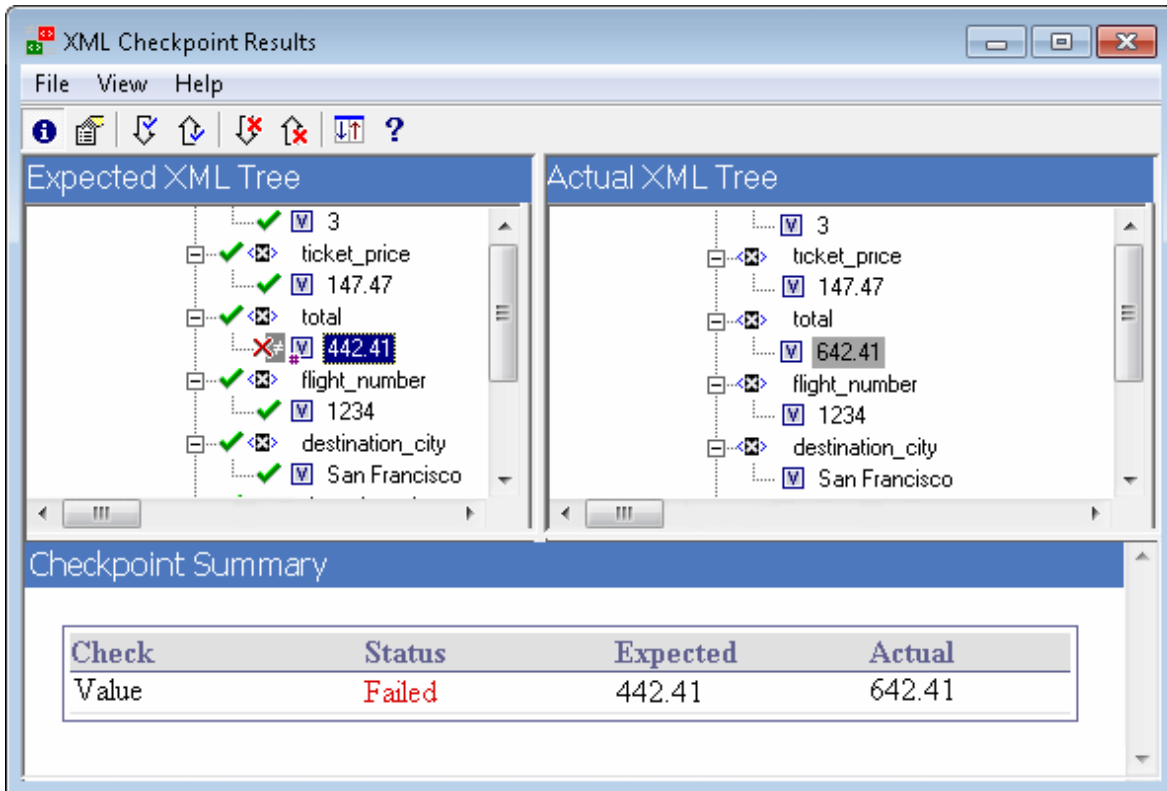 XML Checkpoint Results
File View Help
Expected XML Tree
3
ticket_price
147.47
total
442.41
flight_number
1234
destination_city
San Francisco
Actual XML Tree
3
ticket_price
147.47
total
642.41
flight_number
1234
destination_city
San Francisco
Checkpoint Summary
Check Status Expected Actual
Value Failed 442.41 642.41